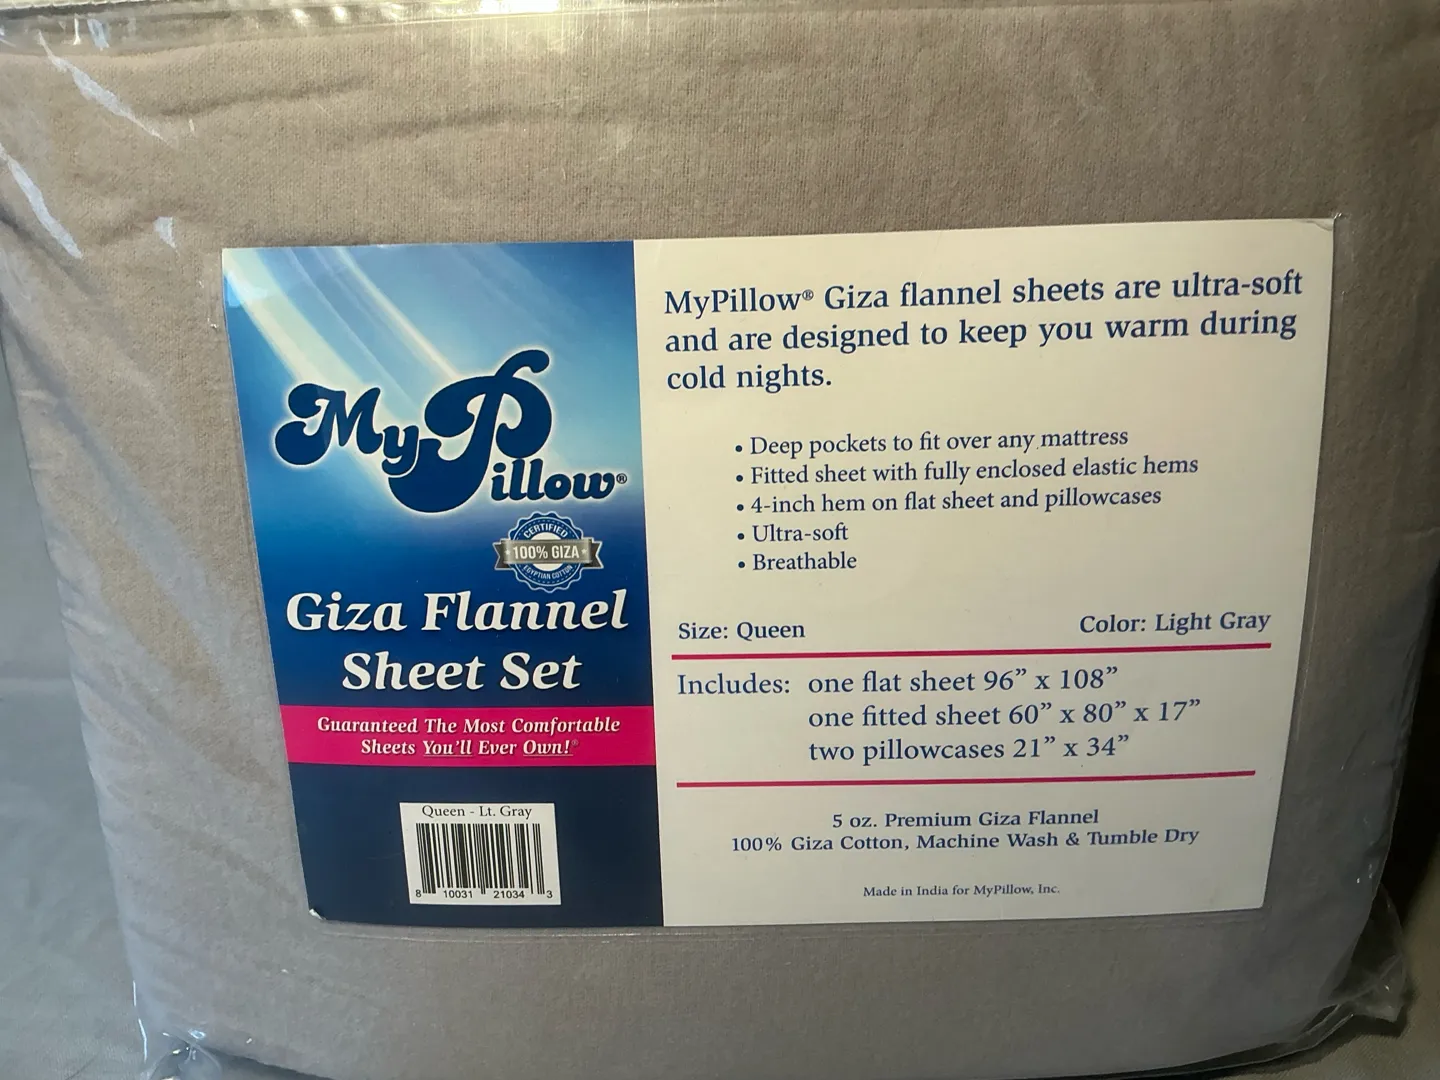 MyPillow®
CERTIFIED
100% GIZA
EGYPTIAN COTTON
Giza Flannel
Sheet Set
Guaranteed The Most Comfortable
Sheets You'll Ever Own!®
Queen - Lt. Gray
8 10031 21034 3
MyPillow® Giza flannel sheets are ultra-soft
and are designed to keep you warm during
cold nights.
• Deep pockets to fit over any mattress
• Fitted sheet with fully enclosed elastic hems
• 4-inch hem on flat sheet and pillowcases
• Ultra-soft
• Breathable
Size: Queen Color: Light Gray
Includes: one flat sheet 96” x 108”
one fitted sheet 60” x 80” x 17”
two pillowcases 21” x 34”
5 oz. Premium Giza Flannel
100% Giza Cotton, Machine Wash & Tumble Dry
Made in India for MyPillow, Inc.